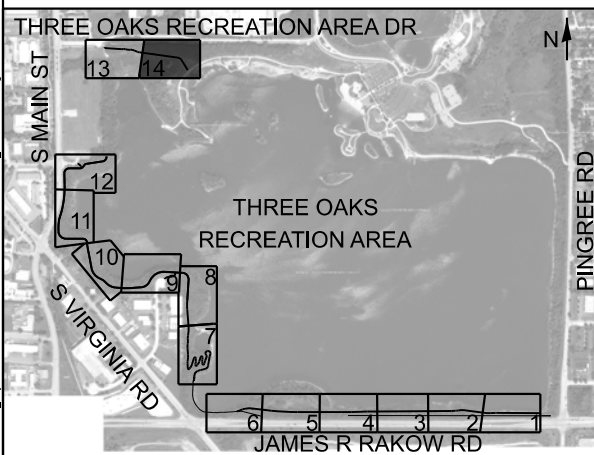 THREE OAKS RECREATION AREA DR
N
S MAIN ST
13 14
12
11
10
9
8
7
THREE OAKS
RECREATION AREA
PINGREE RD
S VIRGINIA RD
6 5 4 3 2 1
JAMES R RAKOW RD